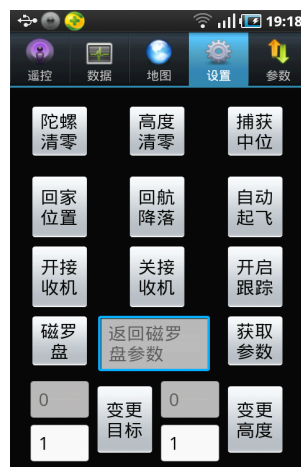 19:18
遥控 数据 地图 设置 参数
陀螺 高度 捕获
清零 清零 中位
回家 回航 自动
位置 降落 起飞
开接 关接 开启
收机 收机 跟踪
磁罗 返回磁罗 获取
盘 盘参数 参数
0 变更 0 变更
1 目标 1 高度